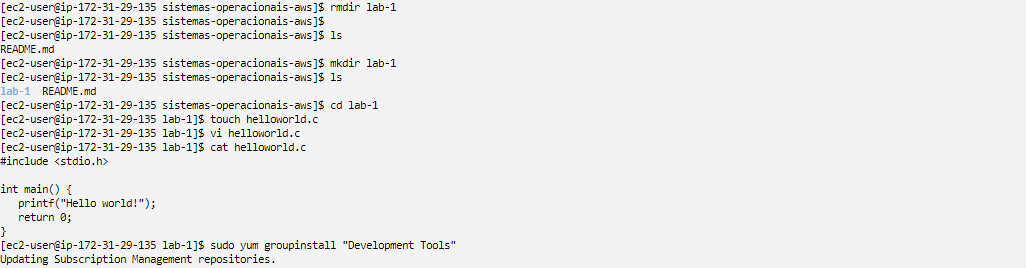 [ec2-user@ip-172-31-29-135 sistemas-operacionais-aws]$ rmdir lab-1
[ec2-user@ip-172-31-29-135 sistemas-operacionais-aws]$
[ec2-user@ip-172-31-29-135 sistemas-operacionais-aws]$ ls
README.md
[ec2-user@ip-172-31-29-135 sistemas-operacionais-aws]$ mkdir lab-1
[ec2-user@ip-172-31-29-135 sistemas-operacionais-aws]$ ls
lab-1  README.md
[ec2-user@ip-172-31-29-135 sistemas-operacionais-aws]$ cd lab-1
[ec2-user@ip-172-31-29-135 lab-1]$ touch helloworld.c
[ec2-user@ip-172-31-29-135 lab-1]$ vi helloworld.c
[ec2-user@ip-172-31-29-135 lab-1]$ cat helloworld.c
#include <stdio.h>

int main() {
   printf("Hello world!");
   return 0;
}
[ec2-user@ip-172-31-29-135 lab-1]$ sudo yum groupinstall "Development Tools"
Updating Subscription Management repositories.